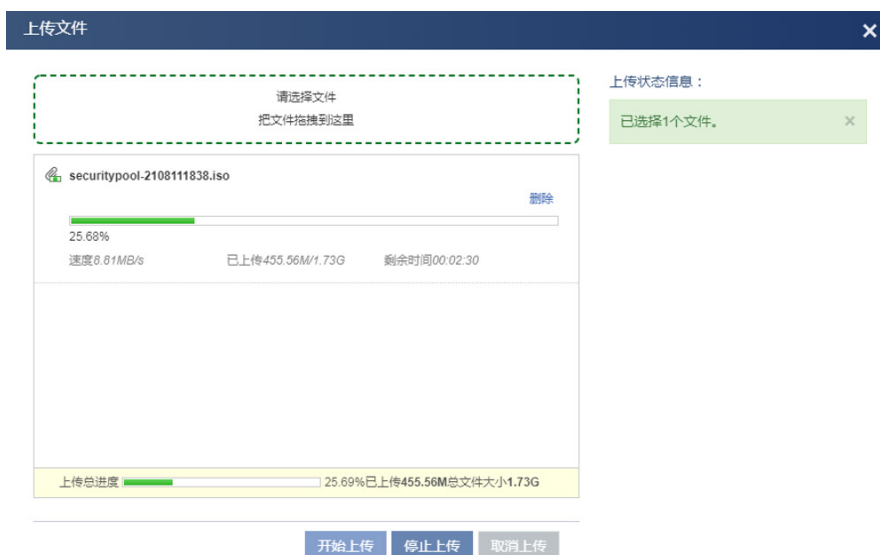 上传文件
请选择文件
把文件拖拽到这里
上传状态信息：
已选择1个文件。
securitypool-2108111838.iso
删除
25.68%
速度8.81MB/s 已上传455.56M/1.73G 剩余时间00:02:30
上传总进度 25.69%已上传455.56M总文件大小1.73G
开始上传 停止上传 取消上传